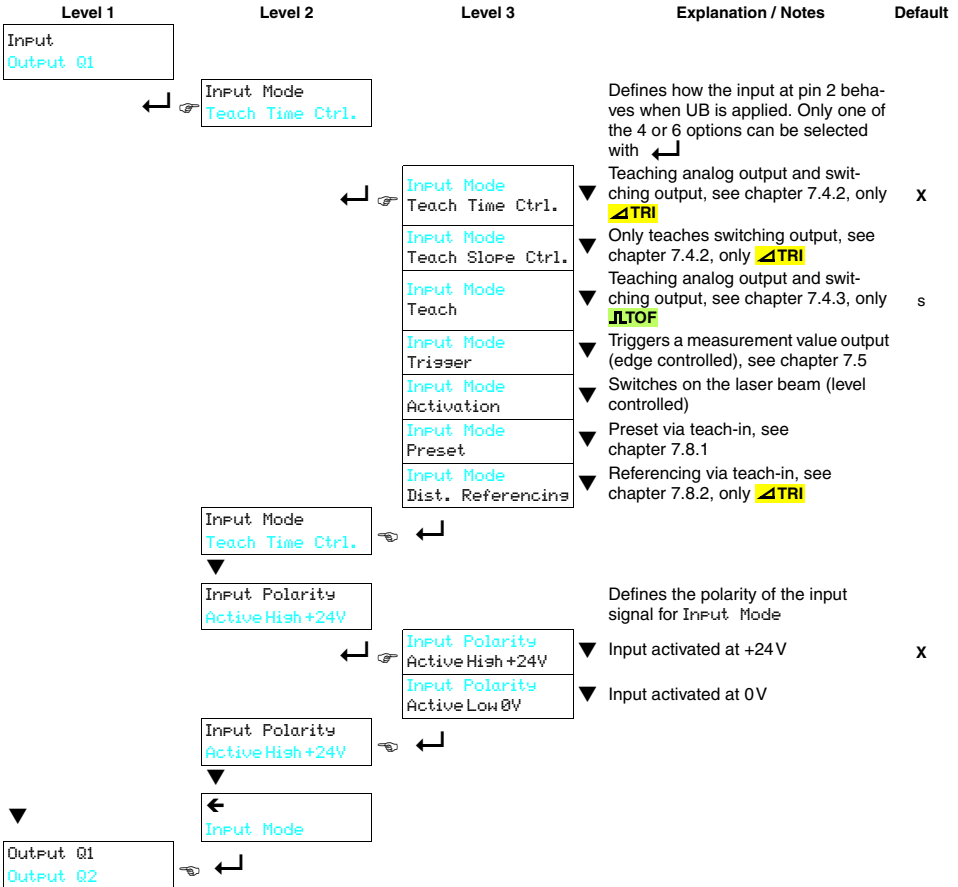 Level 1 Level 2 Level 3 Explanation / Notes Default
Input
Output Q1
Input Mode
Teach Time Ctrl.
Defines how the input at pin 2 beha-
ves when UB is applied. Only one of
the 4 or 6 options can be selected
with
Input Mode
Teach Time Ctrl.
Teaching analog output and swit-
ching output, see chapter 7.4.2, only
TRI
X
Input Mode
Teach Slope Ctrl.
Only teaches switching output, see
chapter 7.4.2, only TRI
Input Mode
Teach
Teaching analog output and swit-
ching output, see chapter 7.4.3, only
TOF
s
Input Mode
Trigger
Triggers a measurement value output
(edge controlled), see chapter 7.5
Input Mode
Activation
Switches on the laser beam (level
controlled)
Input Mode
Preset
Preset via teach-in, see
chapter 7.8.1
Input Mode
Dist. Referencing
Referencing via teach-in, see
chapter 7.8.2, only TRI
Input Mode
Teach Time Ctrl.
Input Polarity
Active High +24V
Defines the polarity of the input
signal for Input Mode
Input Polarity
Active High +24V
Input activated at +24V
X
Input Polarity
Active Low 0V
Input activated at 0V
Input Polarity
Active High +24V
Input Mode
Output Q1
Output Q2